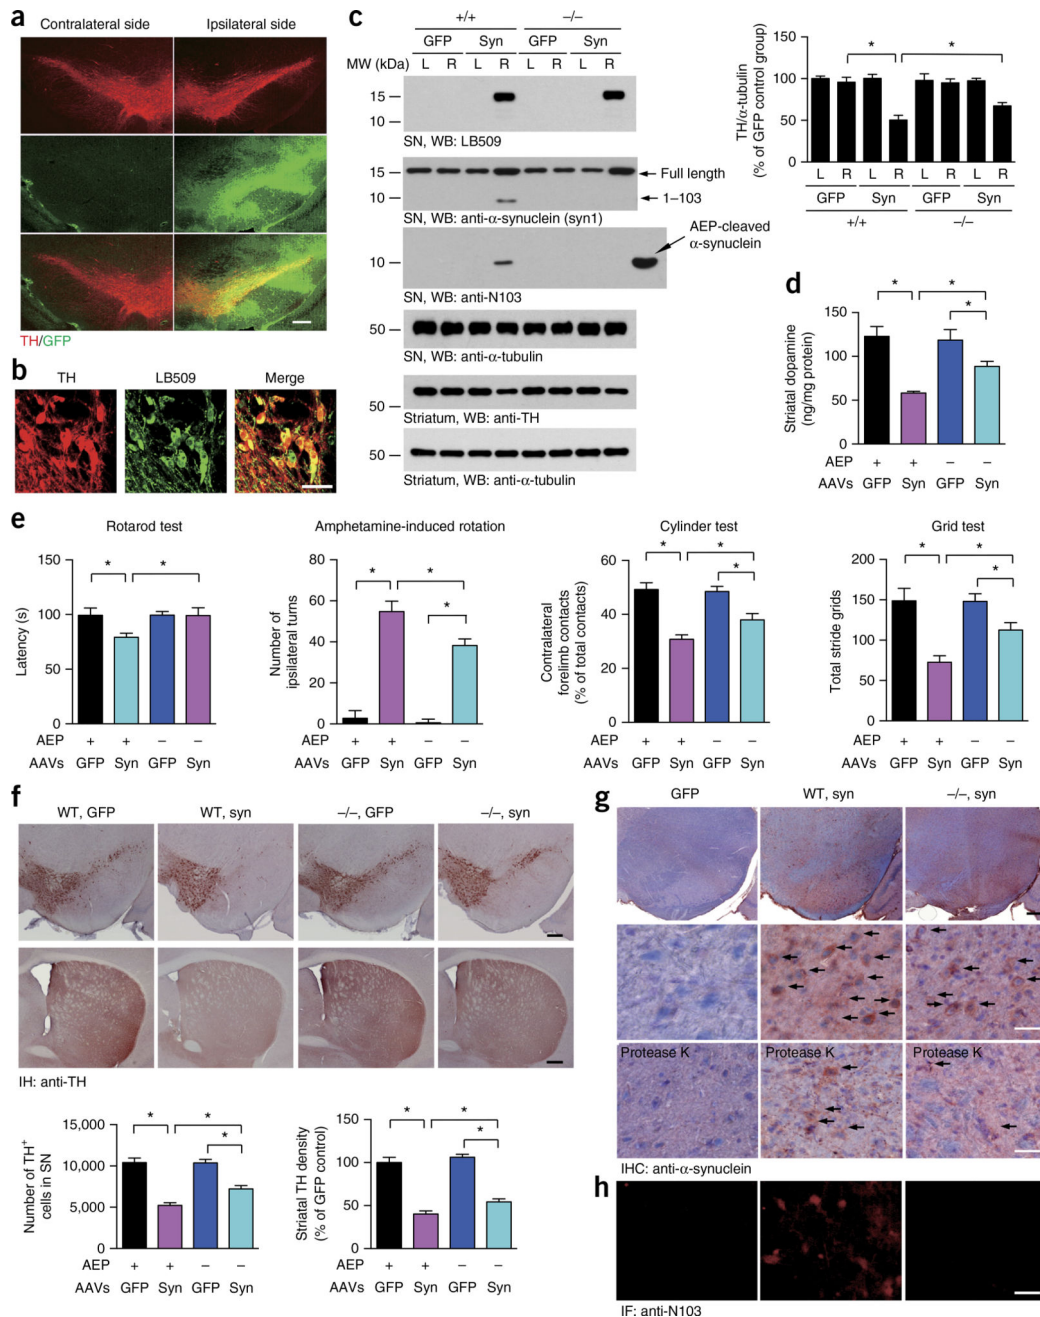 a
Contralateral side Ipsilateral side
TH/GFP
b
TH LB509 Merge
c
+/+ –/–
GFP Syn GFP Syn
MW (kDa) L R L R L R L R
15
10
SN, WB: LB509
15
Full length
10
1–103
SN, WB: anti-α-synuclein (syn1)
AEP-cleaved
α-synuclein
10
SN, WB: anti-N103
50
SN, WB: anti-α-tubulin
50
Striatum, WB: anti-TH
50
Striatum, WB: anti-α-tubulin
TH/α-tubulin
(% of GFP control group)
150
100
50
0
* *
L R L R L R L R
GFP Syn GFP Syn
+/+ –/–
d
Striatal dopamine
(ng/mg protein)
150
100
50
0
* * *
AEP + + – –
AAVs GFP Syn GFP Syn
e
Rotarod test
Latency (s)
150
100
50
0
* *
AEP + + – –
AAVs GFP Syn GFP Syn
Amphetamine-induced rotation
Number of
ipsilateral turns
80
60
40
20
0
* * *
+ + – –
GFP Syn GFP Syn
Cylinder test
Contralateral
forelimb contacts
(% of total contacts)
60
40
20
0
* * *
AEP + + – –
AAVs GFP Syn GFP Syn
Grid test
Total stride grids
200
150
100
50
0
* * *
AEP + + – –
AAVs GFP Syn GFP Syn
f
WT, GFP WT, syn –/–, GFP –/–, syn
IH: anti-TH
Number of TH+
cells in SN
15,000
10,000
5,000
0
* * *
AEP + + – –
AAVs GFP Syn GFP Syn
Striatal TH density
(% of GFP control)
150
100
50
0
* * *
AEP + + – –
AAVs GFP Syn GFP Syn
g
GFP WT, syn –/–, syn
Protease K Protease K Protease K
IHC: anti-α-synuclein
h
IF: anti-N103